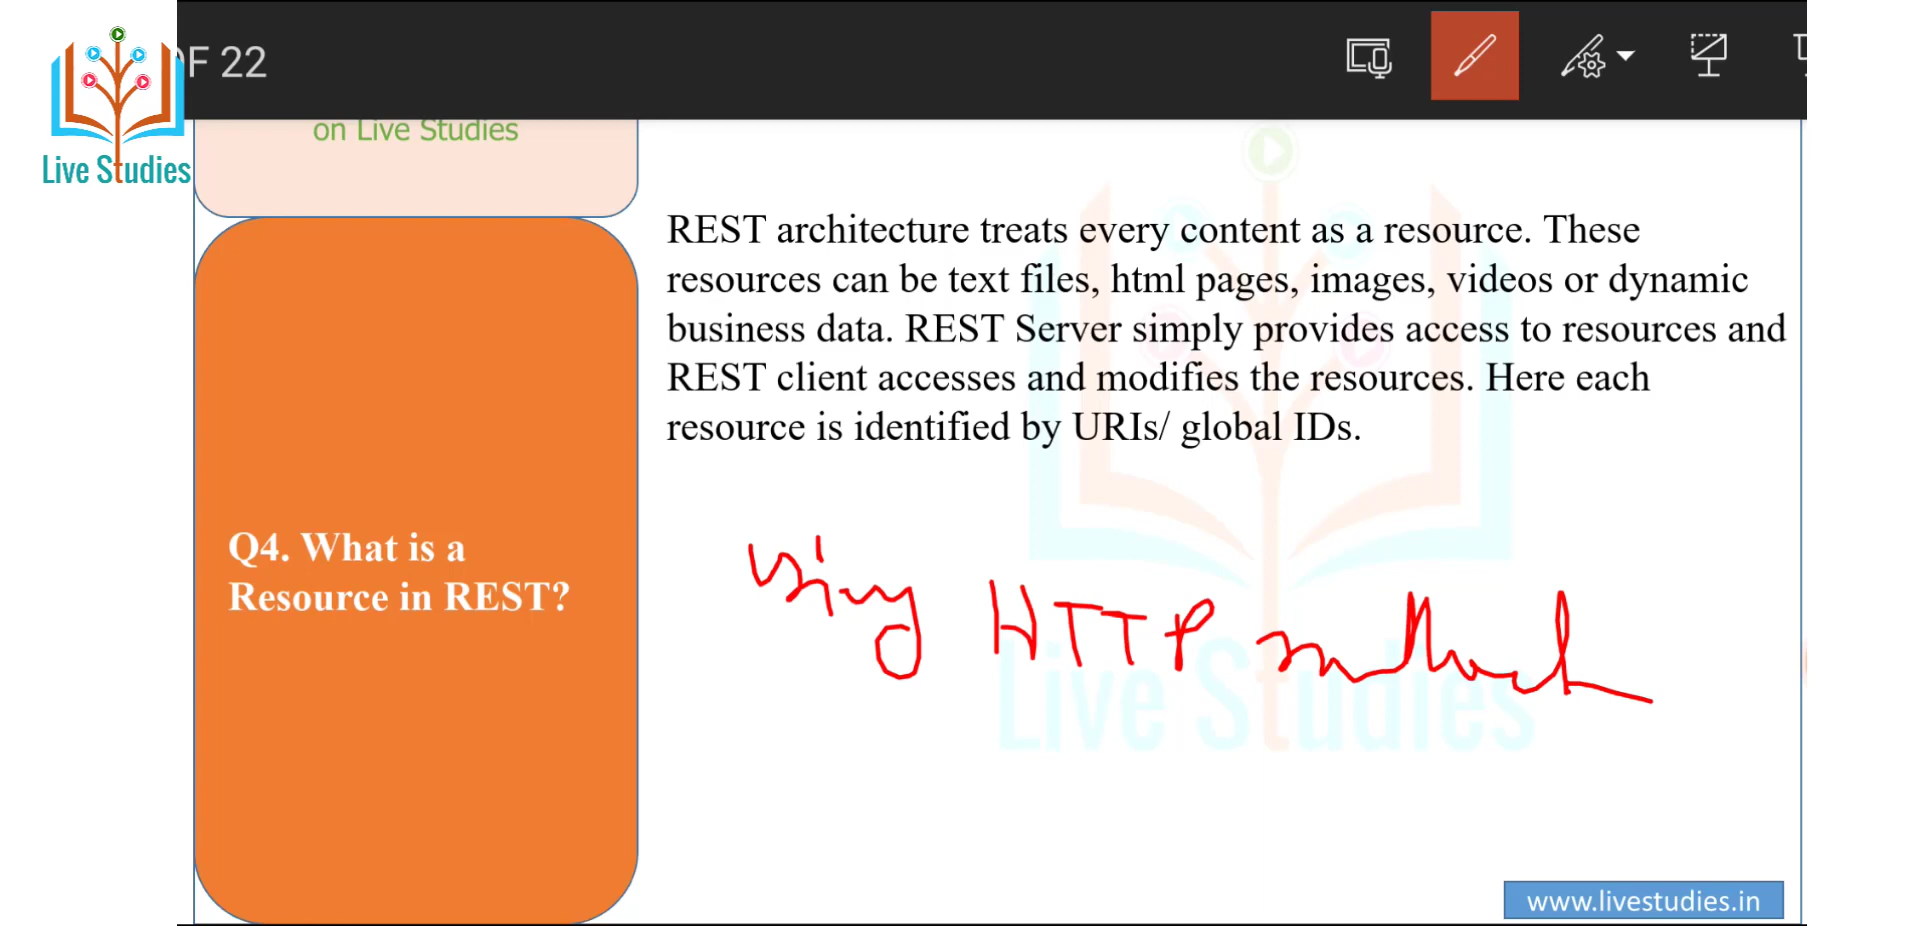 OF 22
Live Studies
on Live Studies
REST architecture treats every content as a resource. These
resources can be text files, html pages, images, videos or dynamic
business data. REST Server simply provides access to resources and
REST client accesses and modifies the resources. Here each
resource is identified by URIs/ global IDs.
Q4. What is a
Resource in REST?
using HTTP method
Live Studies
www.livestudies.in